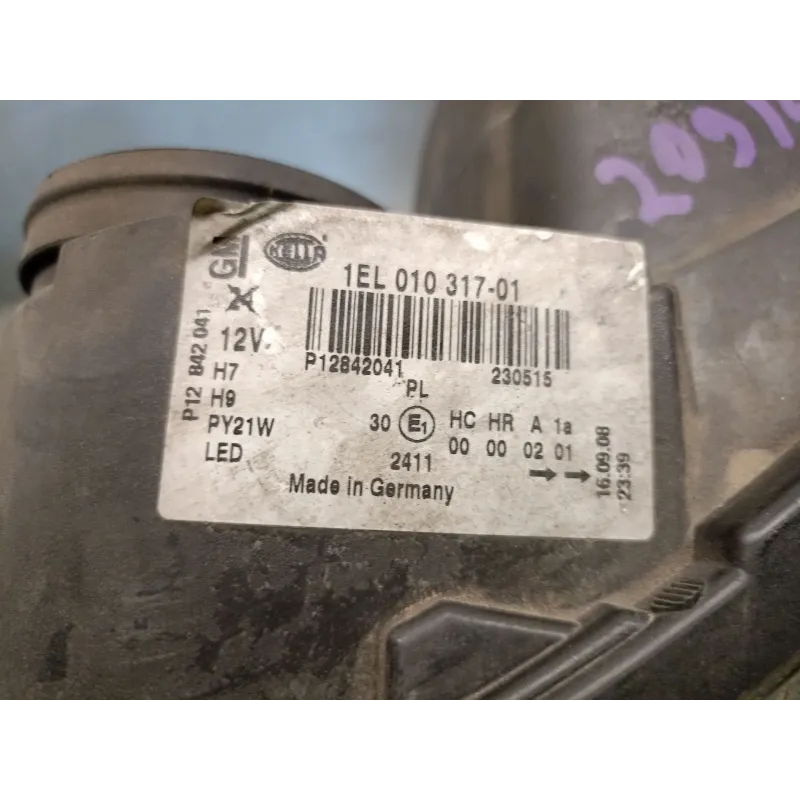 GM HELLA
1EL 010 317-01
P12 842 041
12V
P12842041 230515
H7
H9
PY21W
LED
PL
30 E1 HC HR A 1a
00 00 02 01
2411
Made in Germany
16.09.08
23:39